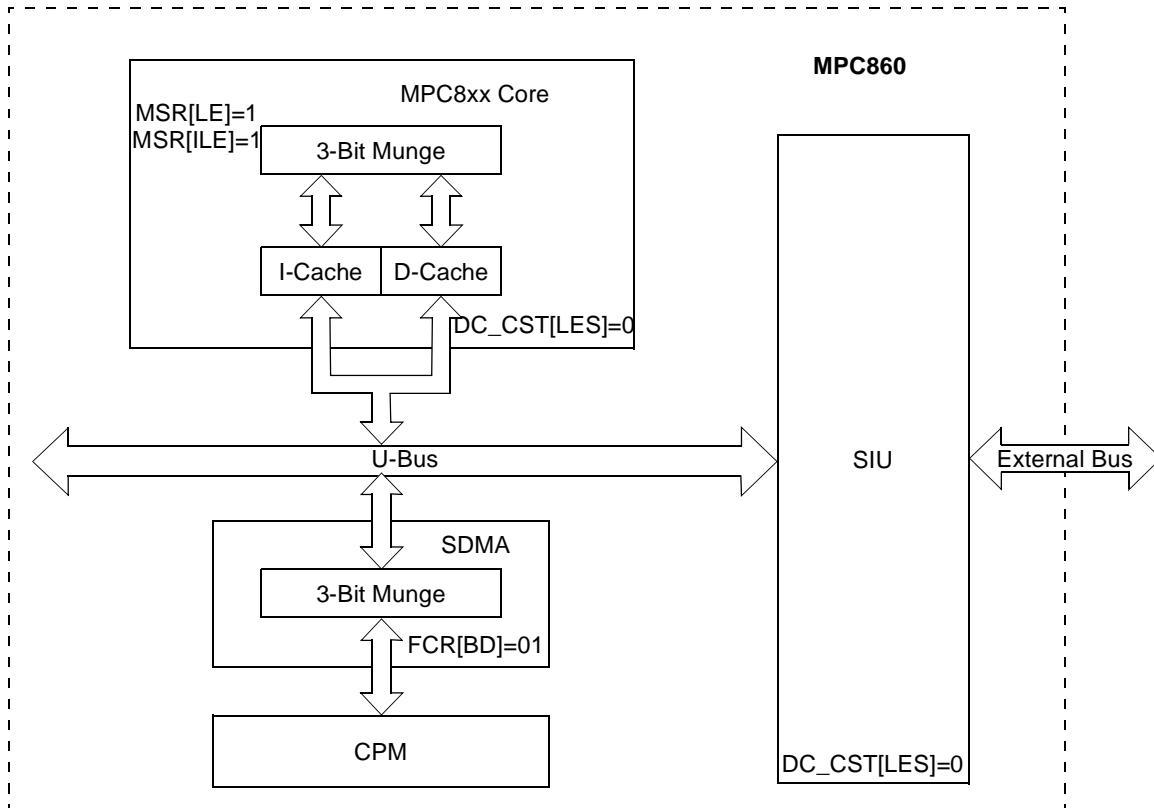 MPC860
MPC8xx Core
MSR[LE]=1
MSR[ILE]=1
3-Bit Munge
I-Cache
D-Cache
DC_CST[LES]=0
U-Bus
SIU
External Bus
SDMA
3-Bit Munge
FCR[BD]=01
CPM
DC_CST[LES]=0